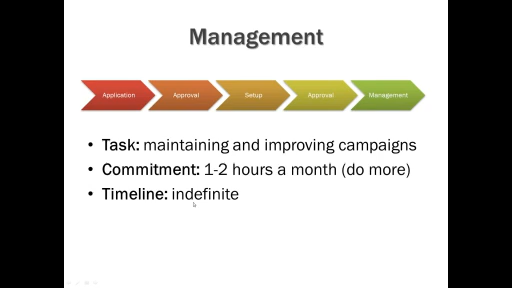 Management
Application Approval Setup Approval Management
• Task: maintaining and improving campaigns
• Commitment: 1-2 hours a month (do more)
• Timeline: indefinite